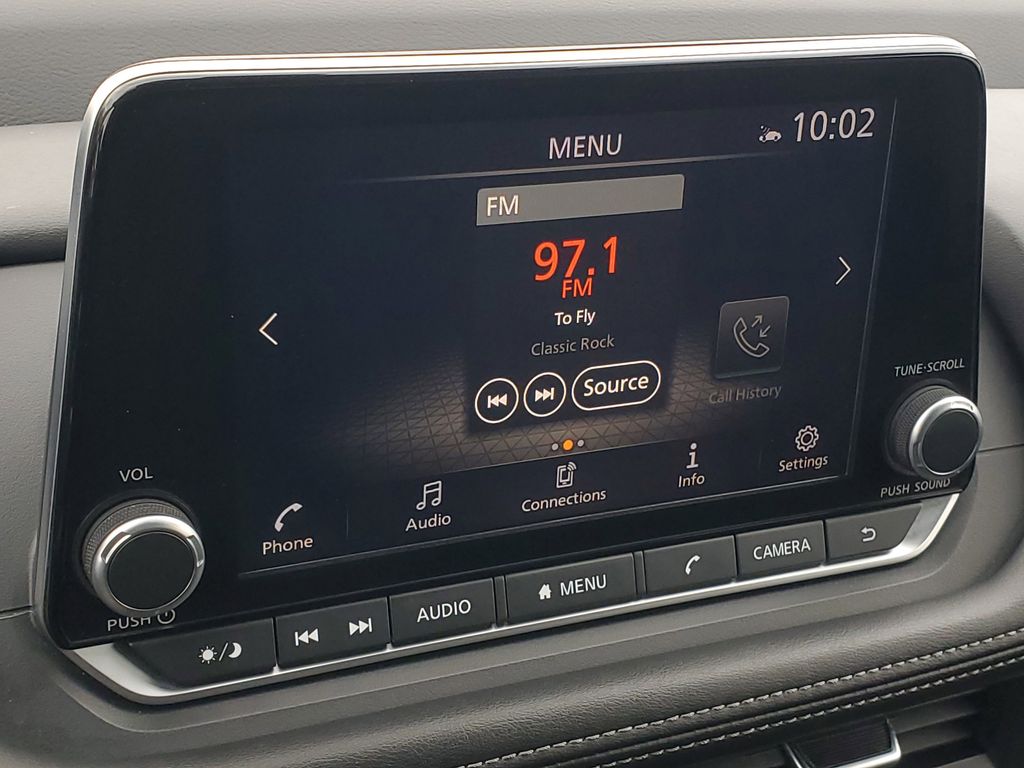 MENU
10:02
FM
97.1
FM
To Fly
Classic Rock
Source
Call History
Phone
Audio
Connections
Info
Settings
VOL
PUSH
TUNE·SCROLL
PUSH SOUND
AUDIO
MENU
CAMERA